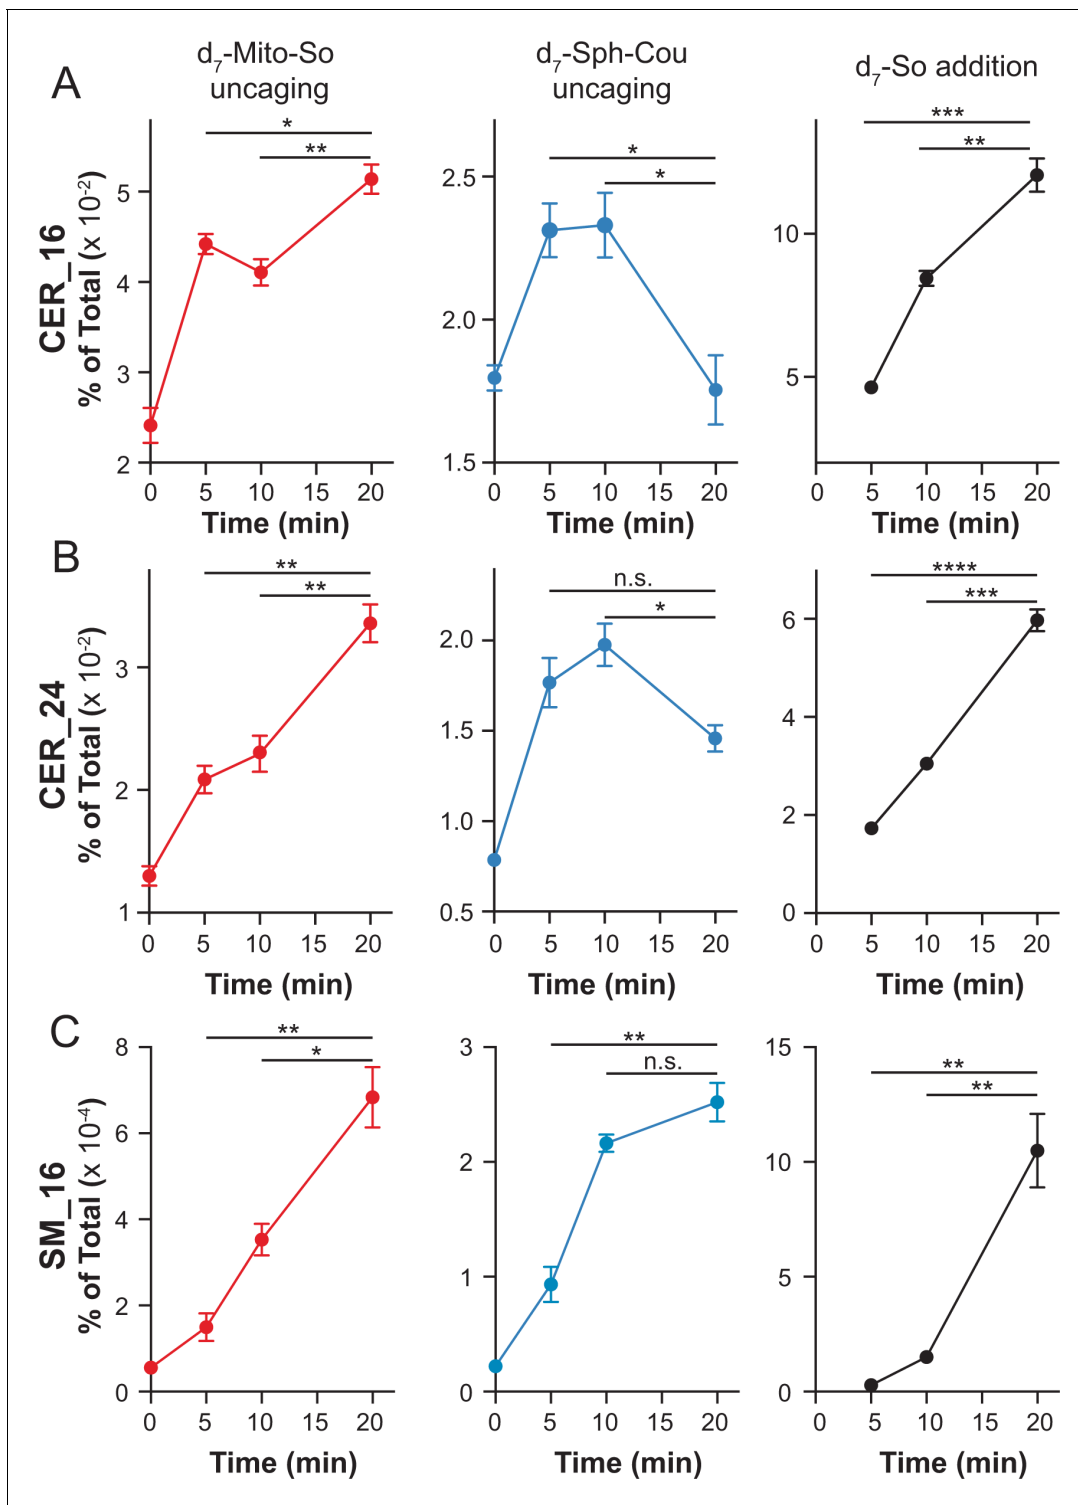 A
d7-Mito-So
uncaging
d7-Sph-Cou
uncaging
d7-So addition
CER_16
% of Total (x 10-2)
*
**
5
4
3
2
0 5 10 15 20
Time (min)
*
*
2.5
2.0
1.5
0 5 10 15 20
Time (min)
***
**
10
5
0 5 10 15 20
Time (min)
B
CER_24
% of Total (x 10-2)
**
**
3
2
1
0 5 10 15 20
Time (min)
n.s.
*
2.0
1.5
1.0
0.5
0 5 10 15 20
Time (min)
****
***
6
4
2
0
0 5 10 15 20
Time (min)
C
SM_16
% of Total (x 10-4)
**
*
8
6
4
2
0
0 5 10 15 20
Time (min)
**
n.s.
3
2
1
0
0 5 10 15 20
Time (min)
**
**
15
10
5
0
0 5 10 15 20
Time (min)